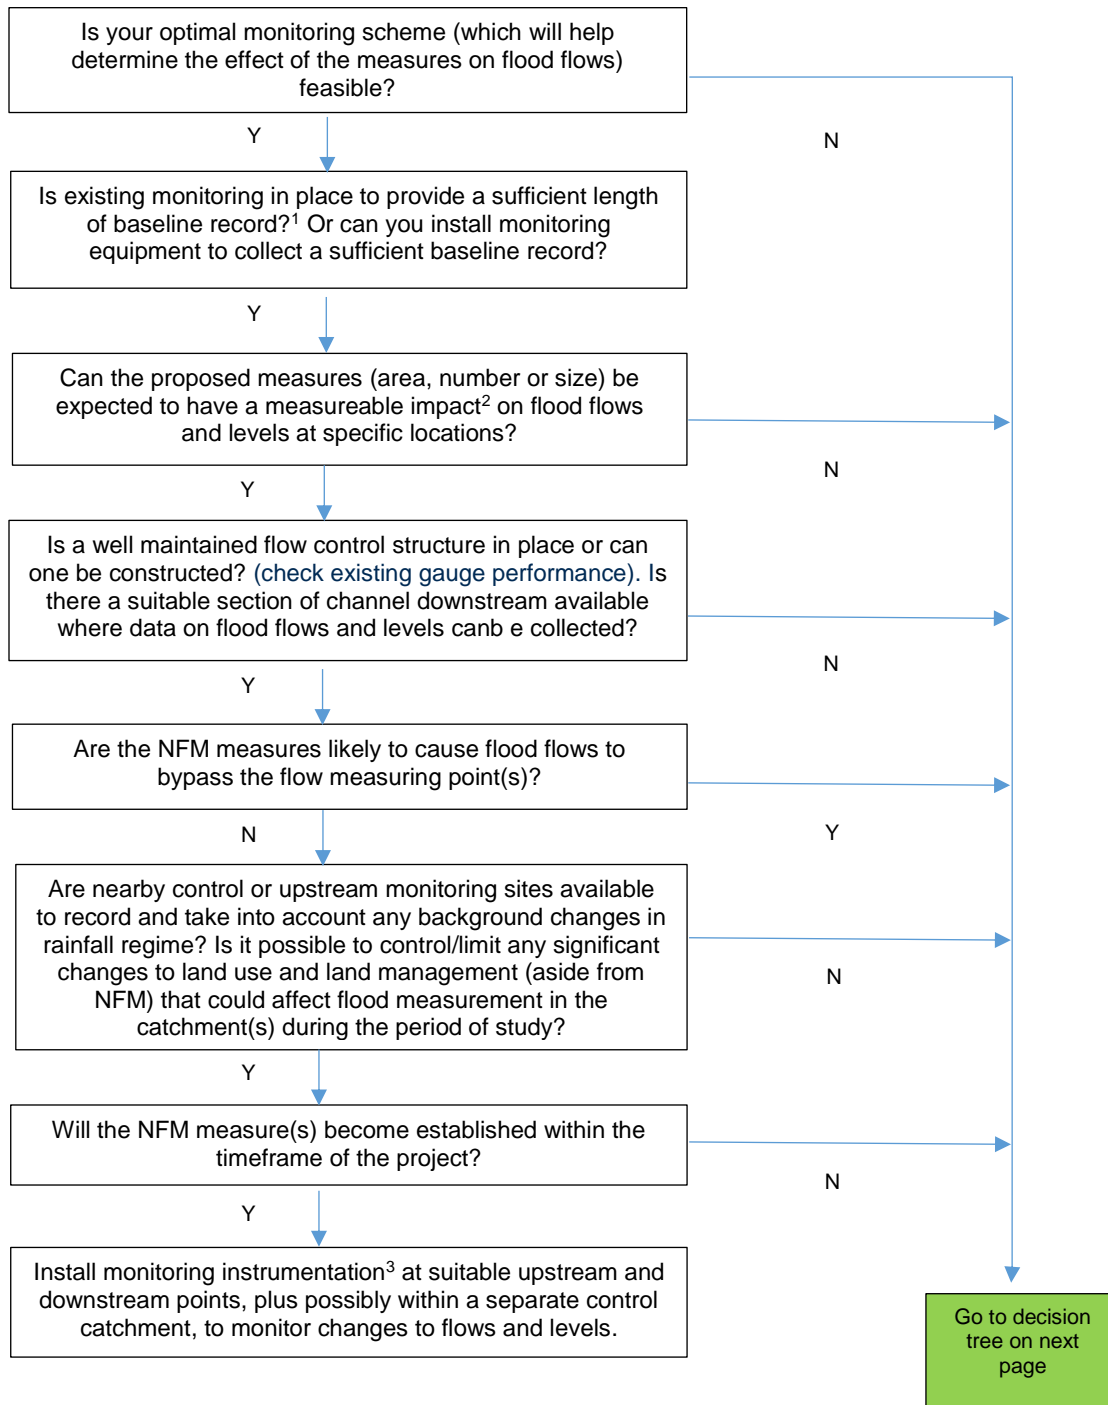 Is your optimal monitoring scheme (which will help
determine the effect of the measures on flood flows)
feasible?
Y
N
Is existing monitoring in place to provide a sufficient length
of baseline record?¹ Or can you install monitoring
equipment to collect a sufficient baseline record?
Y
Can the proposed measures (area, number or size) be
expected to have a measureable impact² on flood flows
and levels at specific locations?
Y
N
Is a well maintained flow control structure in place or can
one be constructed? (check existing gauge performance). Is
there a suitable section of channel downstream available
where data on flood flows and levels canb e collected?
Y
N
Are the NFM measures likely to cause flood flows to
bypass the flow measuring point(s)?
N
Y
Are nearby control or upstream monitoring sites available
to record and take into account any background changes in
rainfall regime? Is it possible to control/limit any significant
changes to land use and land management (aside from
NFM) that could affect flood measurement in the
catchment(s) during the period of study?
Y
N
Will the NFM measure(s) become established within the
timeframe of the project?
Y
N
Install monitoring instrumentation³ at suitable upstream and
downstream points, plus possibly within a separate control
catchment, to monitor changes to flows and levels.
Go to decision
tree on next
page